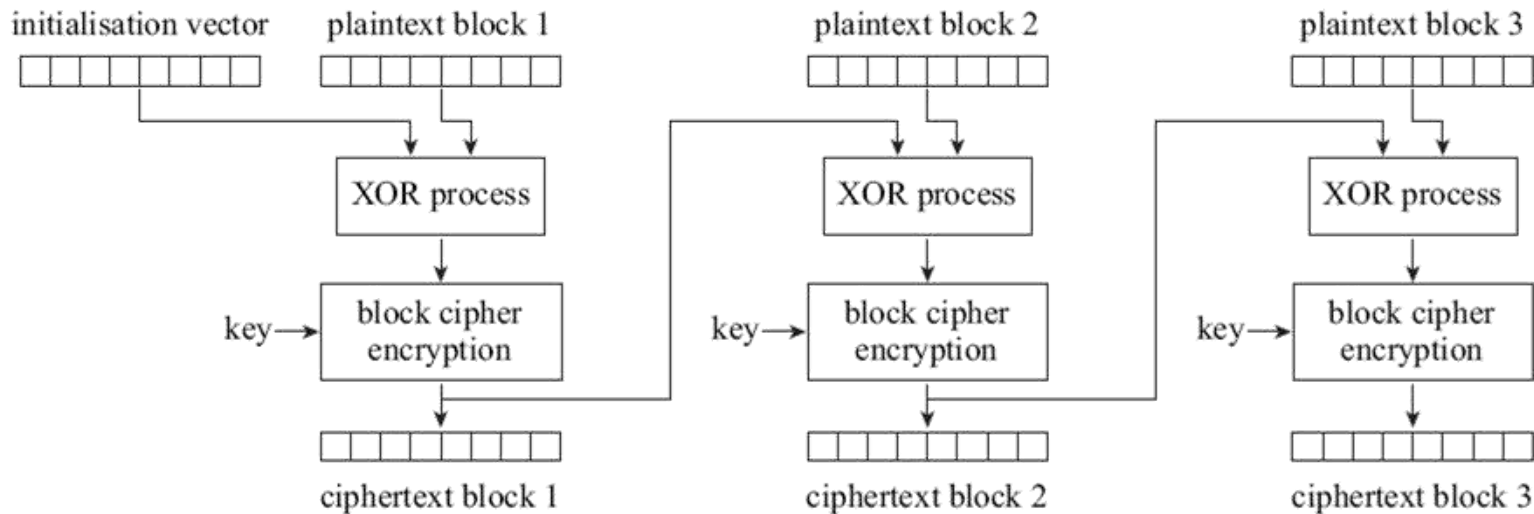 initialisation vector
plaintext block 1
plaintext block 2
plaintext block 3
XOR process
XOR process
XOR process
key
block cipher
encryption
key
block cipher
encryption
key
block cipher
encryption
ciphertext block 1
ciphertext block 2
ciphertext block 3